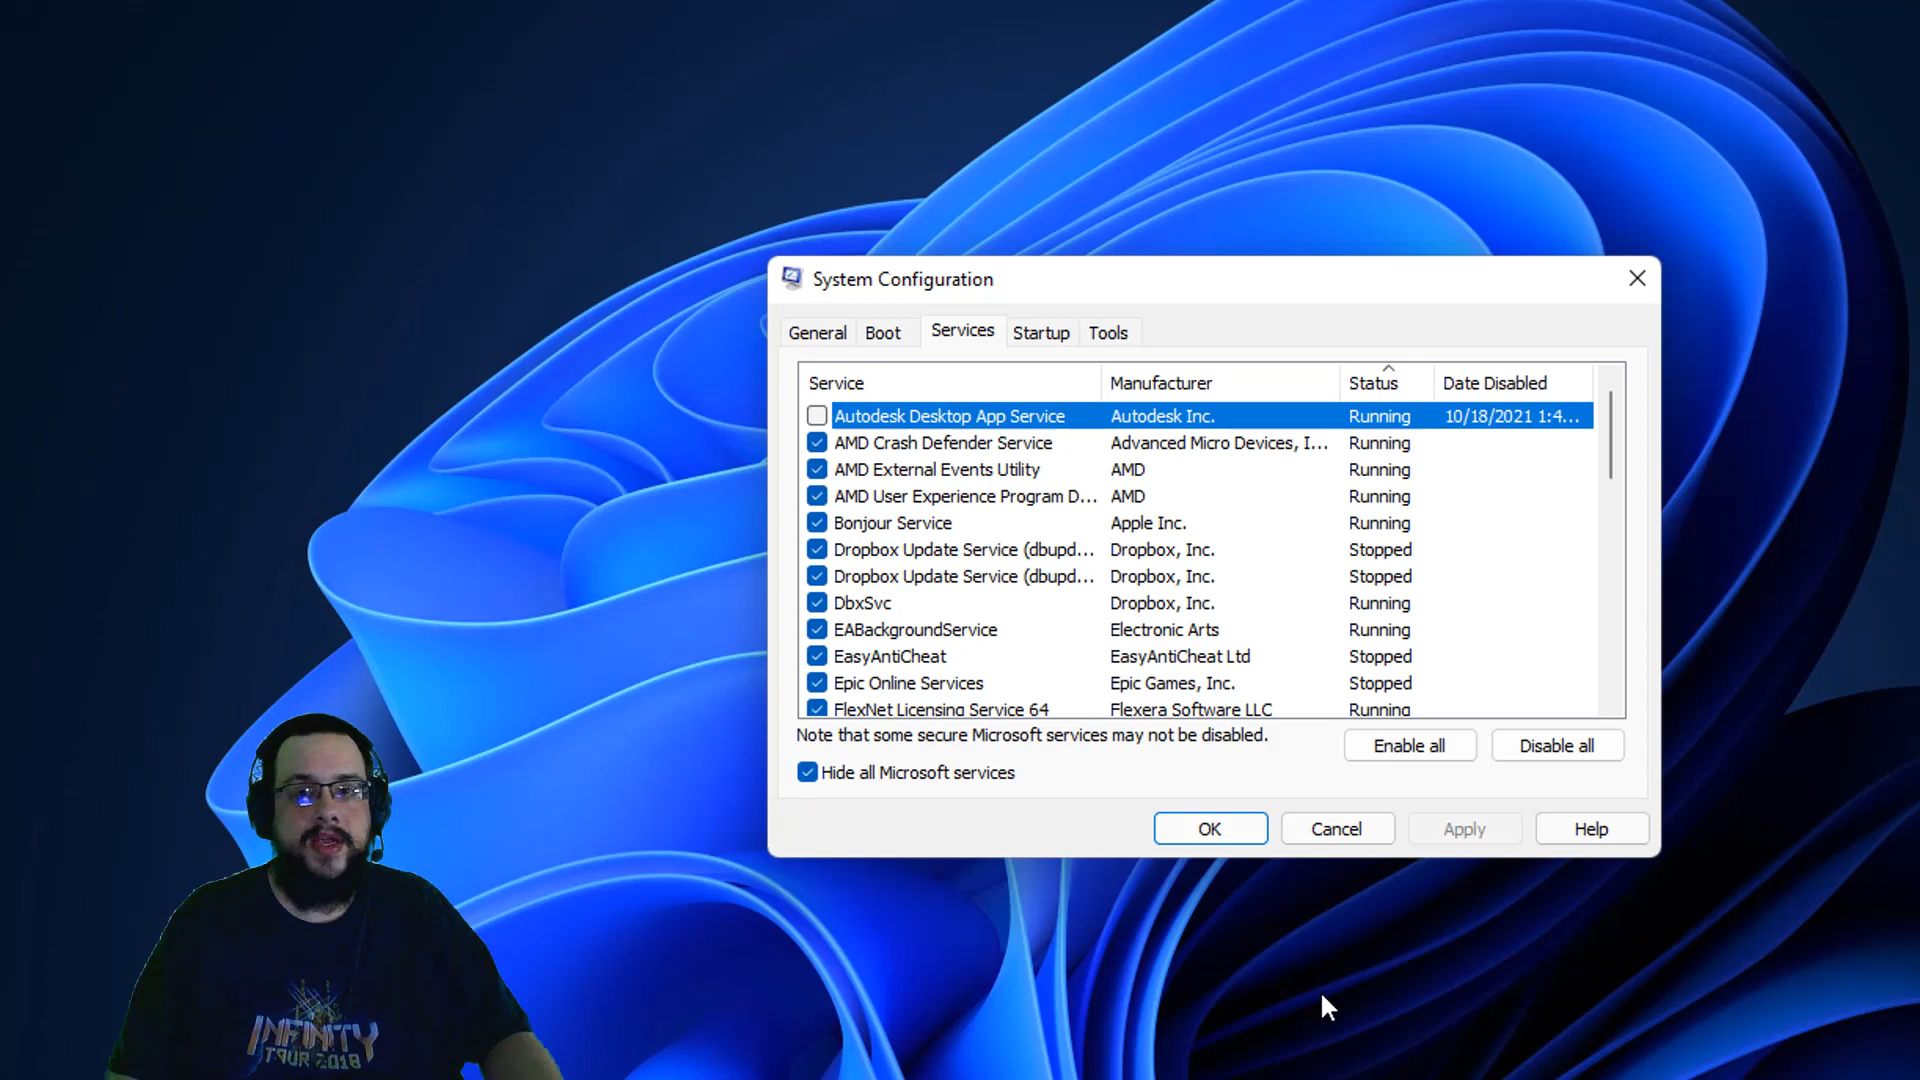 System Configuration
General Boot Services Startup Tools
Service Manufacturer Status Date Disabled
Autodesk Desktop App Service Autodesk Inc. Running 10/18/2021 1:4...
AMD Crash Defender Service Advanced Micro Devices, I... Running
AMD External Events Utility AMD Running
AMD User Experience Program D... AMD Running
Bonjour Service Apple Inc. Running
Dropbox Update Service (dbupd... Dropbox, Inc. Stopped
Dropbox Update Service (dbupd... Dropbox, Inc. Stopped
DbxSvc Dropbox, Inc. Running
EABackgroundService Electronic Arts Running
EasyAntiCheat EasyAntiCheat Ltd Stopped
Epic Online Services Epic Games, Inc. Stopped
FlexNet Licensing Service 64 Flexera Software LLC Running
Note that some secure Microsoft services may not be disabled.
Enable all Disable all
Hide all Microsoft services
OK Cancel Apply Help
INFINITY
TOUR 2018